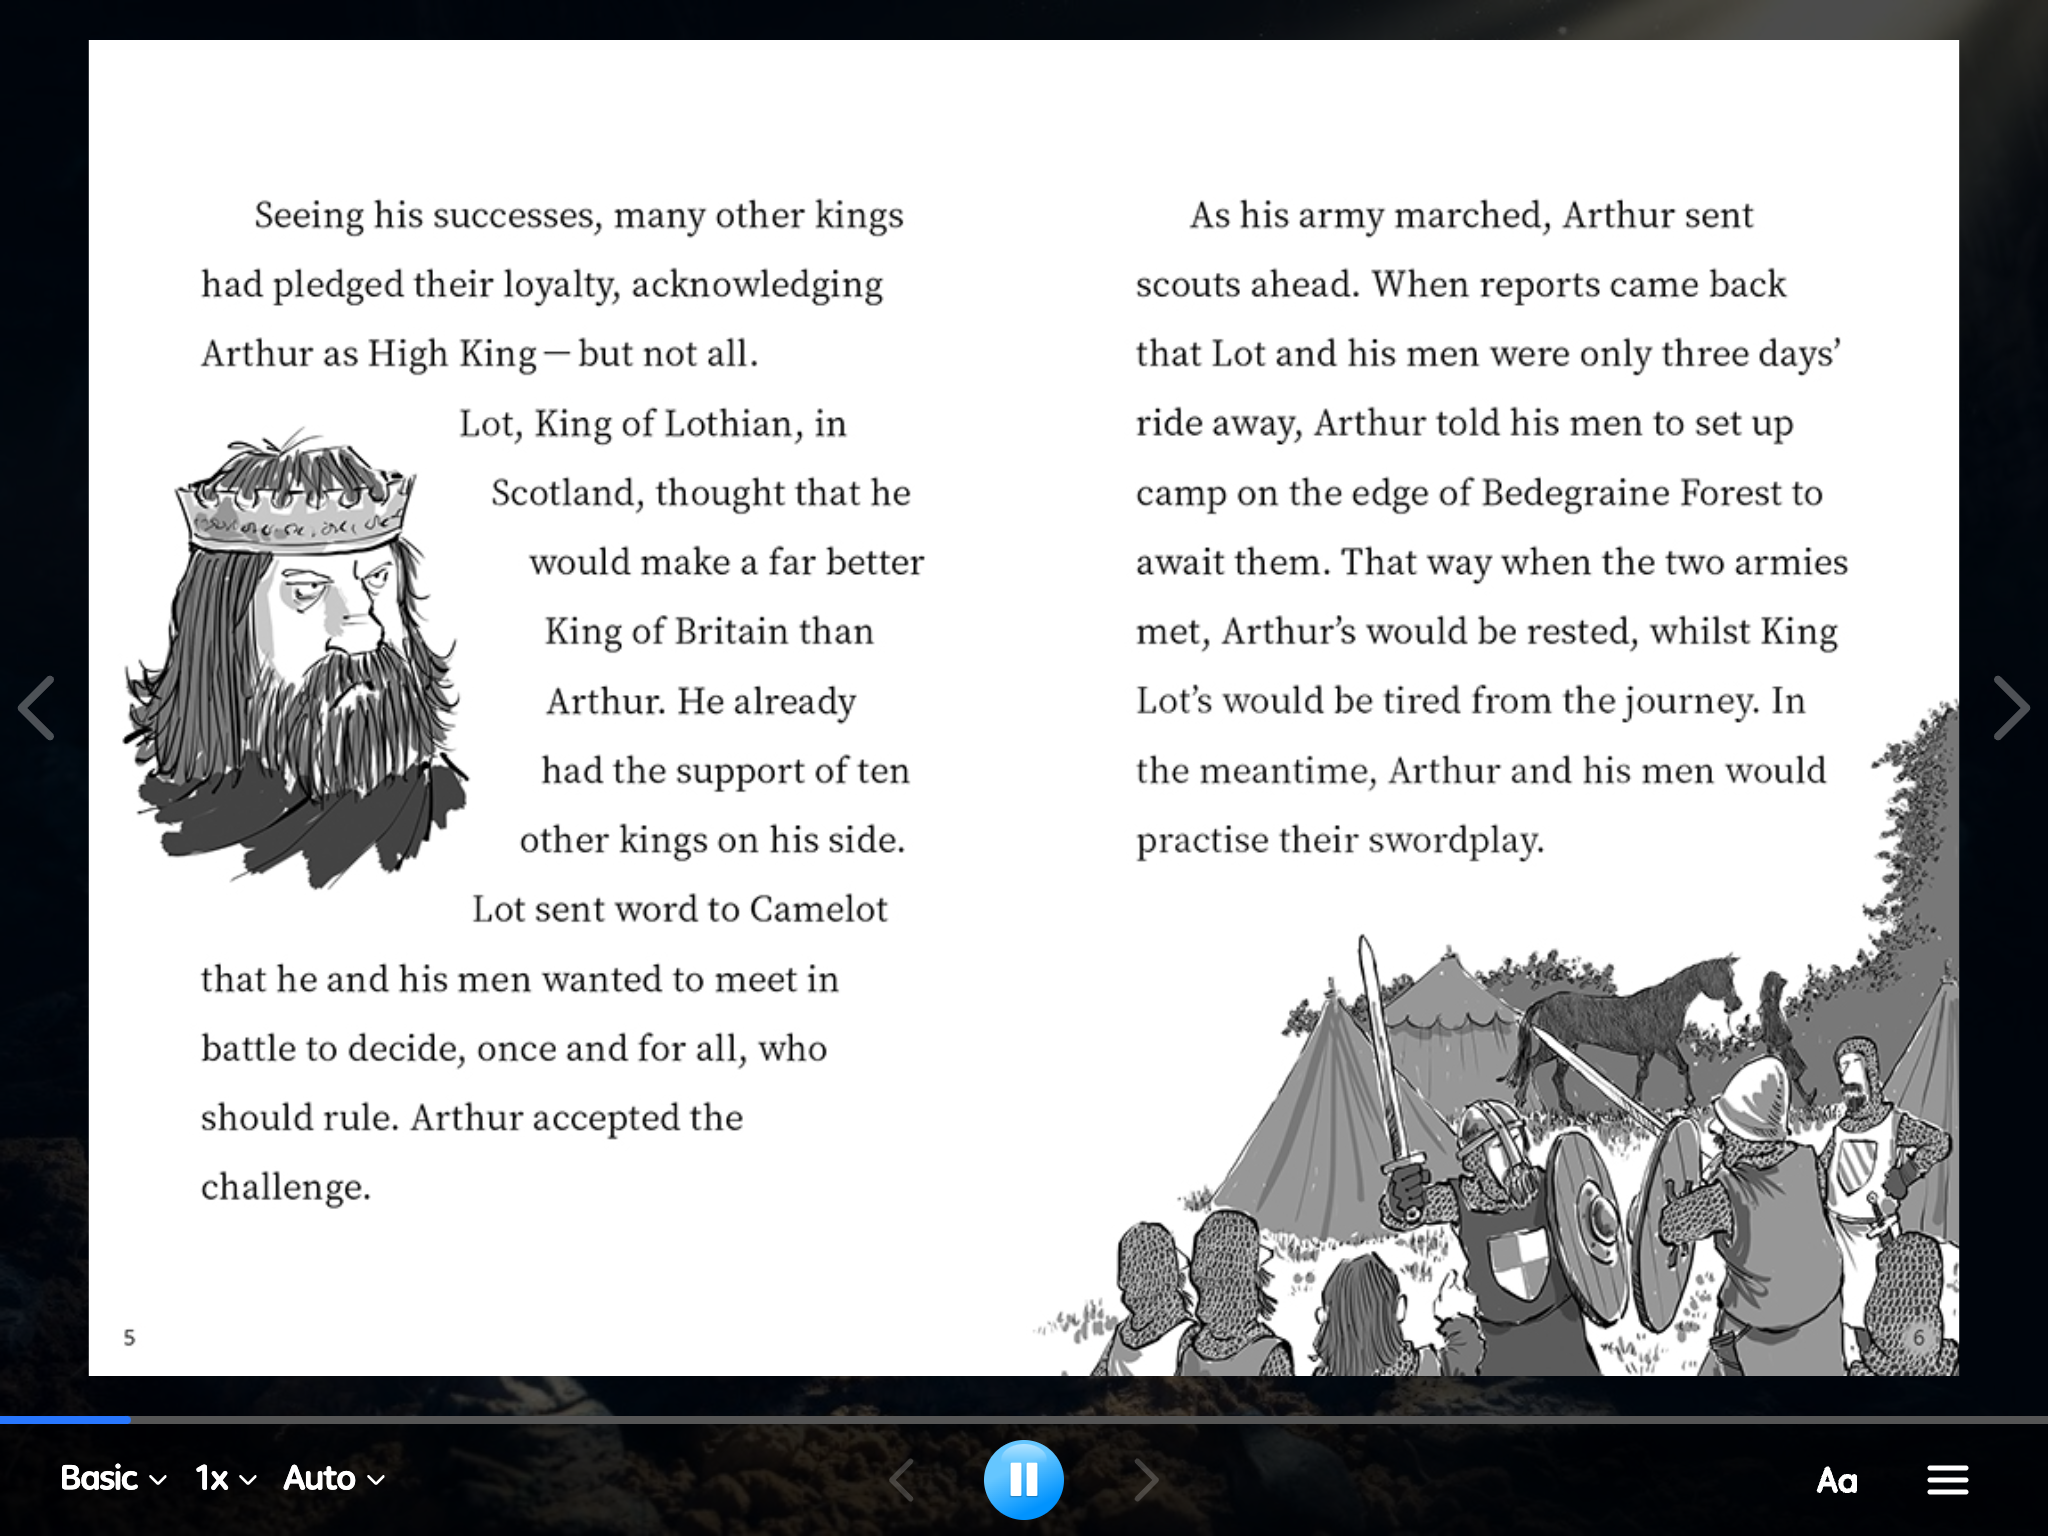 Seeing his successes, many other kings
had pledged their loyalty, acknowledging
Arthur as High King — but not all.
Lot, King of Lothian, in
Scotland, thought that he
would make a far better
King of Britain than
Arthur. He already
had the support of ten
other kings on his side.
Lot sent word to Camelot
that he and his men wanted to meet in
battle to decide, once and for all, who
should rule. Arthur accepted the
challenge.
5
As his army marched, Arthur sent
scouts ahead. When reports came back
that Lot and his men were only three days’
ride away, Arthur told his men to set up
camp on the edge of Bedegraine Forest to
await them. That way when the two armies
met, Arthur’s would be rested, whilst King
Lot’s would be tired from the journey. In
the meantime, Arthur and his men would
practise their swordplay.
6
Basic 1x Auto Aa